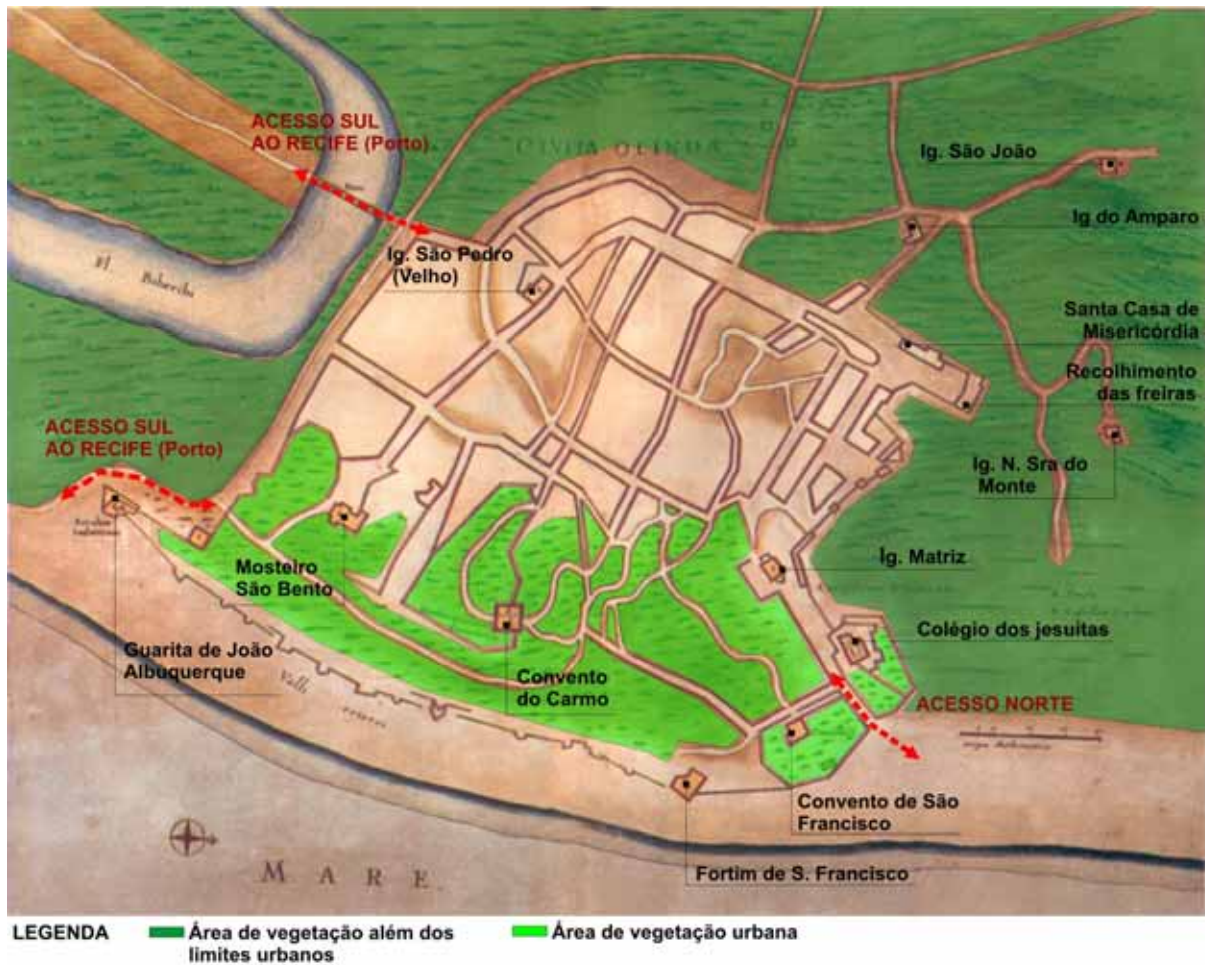 ACESSO SUL
AO RECIFE (Porto)
CIVITA OLINDA
Ig. São João
Ig do Amparo
Ig. São Pedro
(Velho)
Santa Casa de
Misericórdia
Recolhimento
das freiras
ACESSO SUL
AO RECIFE (Porto)
Ig. N. Sra do
Monte
Mosteiro
São Bento
Ig. Matriz
Colégio dos jesuitas
Guarita de João
Albuquerque
Convento
do Carmo
ACESSO NORTE
Convento de São
Francisco
Fortim de S. Francisco
MARE
LEGENDA
Área de vegetação além dos
limites urbanos
Área de vegetação urbana